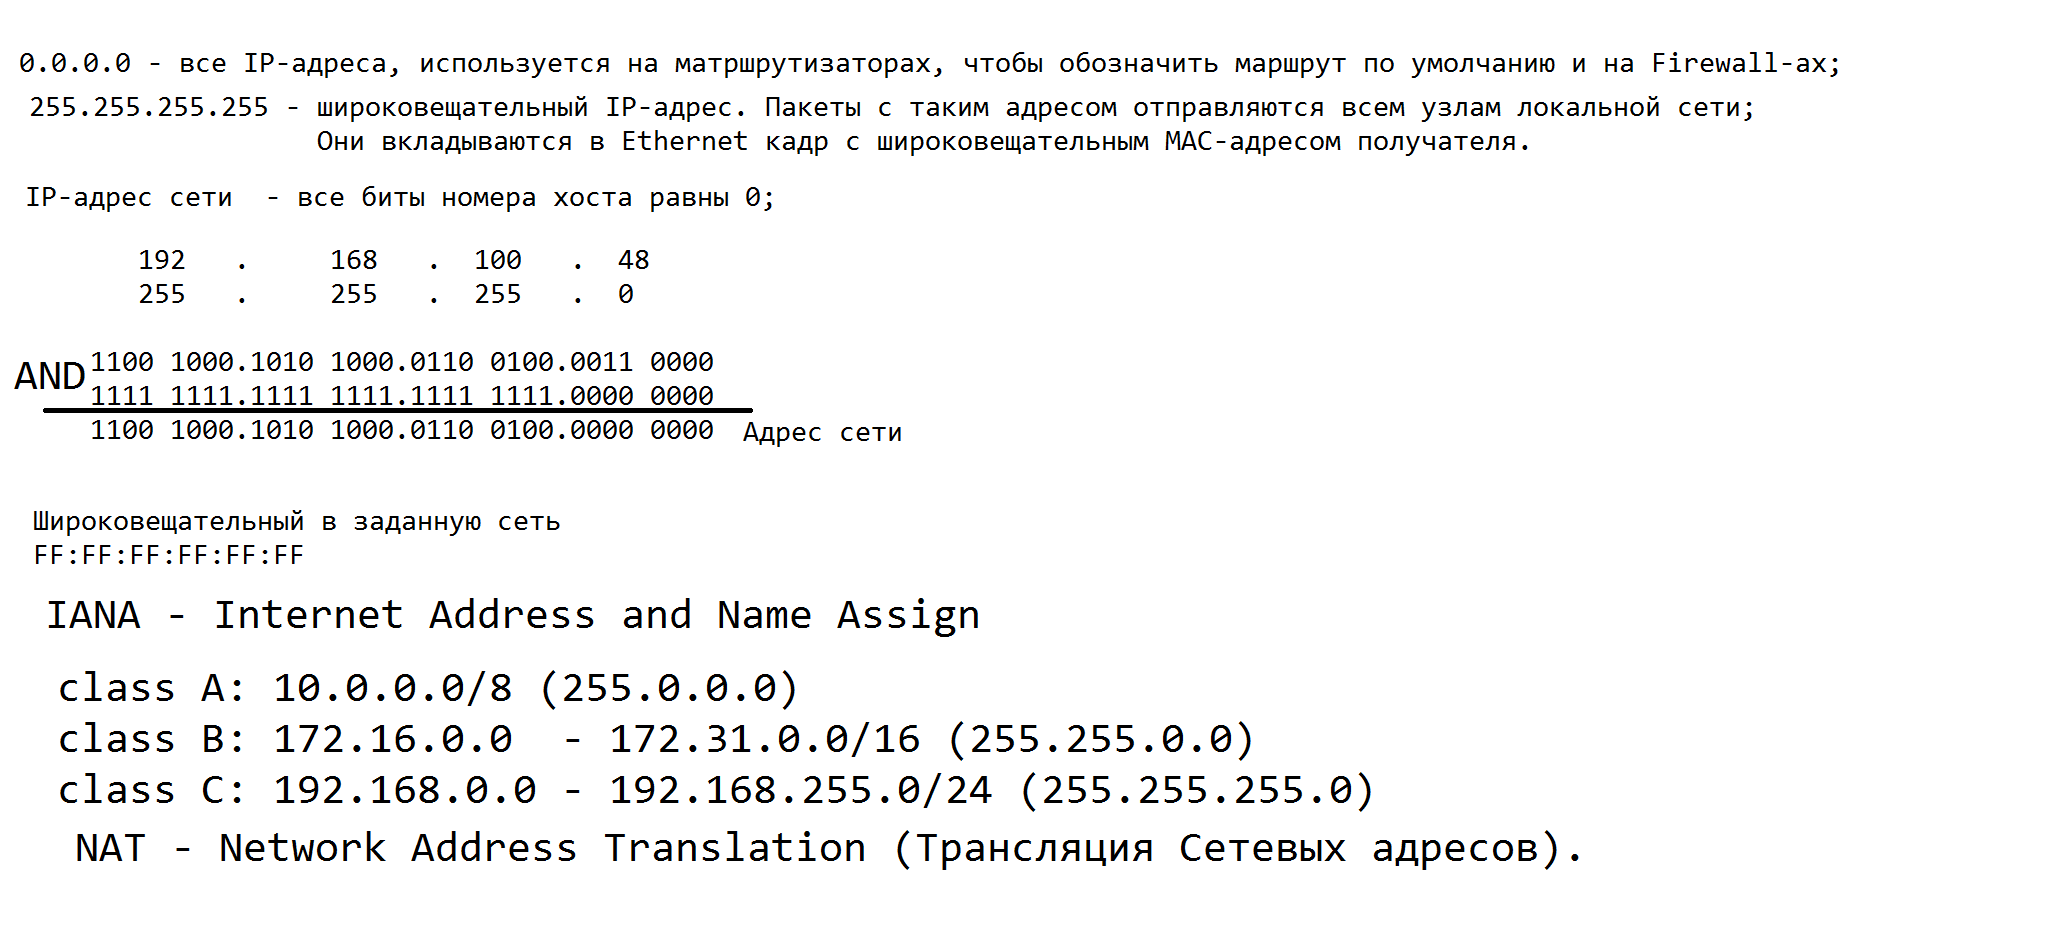 0.0.0.0 - все IP-адреса, используется на матршрутизаторах, чтобы обозначить маршрут по умолчанию и на Firewall-ах;
255.255.255.255 - широковещательный IP-адрес. Пакеты с таким адресом отправляются всем узлам локальной сети;
Они вкладываются в Ethernet кадр с широковещательным MAC-адресом получателя.
IP-адрес сети - все биты номера хоста равны 0;
192 . 168 . 100 . 48
255 . 255 . 255 . 0
AND
1100 1000.1010 1000.0110 0100.0011 0000
1111 1111.1111 1111.1111 1111.0000 0000
1100 1000.1010 1000.0110 0100.0000 0000 Адрес сети
Широковещательный в заданную сеть
FF:FF:FF:FF:FF:FF
IANA - Internet Address and Name Assign
class A: 10.0.0.0/8 (255.0.0.0)
class B: 172.16.0.0 - 172.31.0.0/16 (255.255.0.0)
class C: 192.168.0.0 - 192.168.255.0/24 (255.255.255.0)
NAT - Network Address Translation (Трансляция Сетевых адресов).